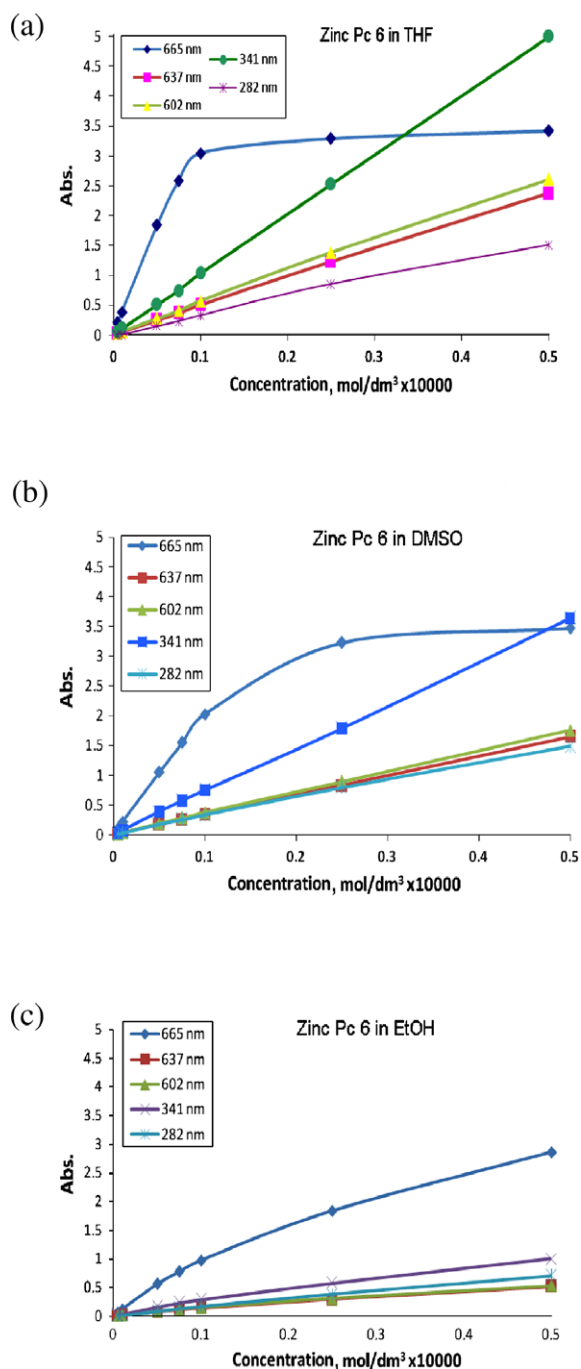 (a)
Zinc Pc 6 in THF
665 nm
341 nm
637 nm
282 nm
602 nm
5
4.5
4
3.5
3
2.5
2
1.5
1
0.5
0
Abs.
0
0.1
0.2
0.3
0.4
0.5
Concentration, mol/dm³ x10000
(b)
Zinc Pc 6 in DMSO
665 nm
637 nm
602 nm
341 nm
282 nm
5
4.5
4
3.5
3
2.5
2
1.5
1
0.5
0
Abs.
0
0.1
0.2
0.3
0.4
0.5
Concentration, mol/dm³ x10000
(c)
Zinc Pc 6 in EtOH
665 nm
637 nm
602 nm
341 nm
282 nm
5
4.5
4
3.5
3
2.5
2
1.5
1
0.5
0
Abs.
0
0.1
0.2
0.3
0.4
0.5
Concentration, mol/dm³ x10000